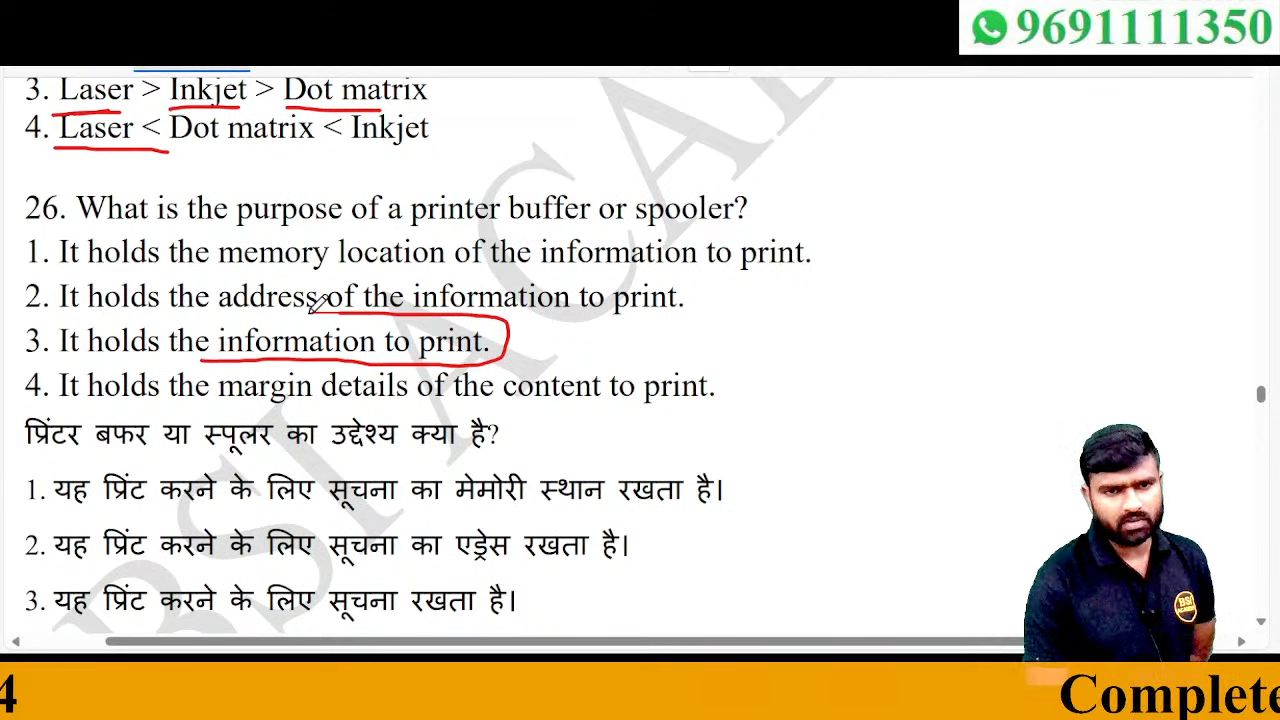 9691111350
3. Laser > Inkjet > Dot matrix
4. Laser < Dot matrix < Inkjet
26. What is the purpose of a printer buffer or spooler?
1. It holds the memory location of the information to print.
2. It holds the address of the information to print.
3. It holds the information to print.
4. It holds the margin details of the content to print.
प्रिंटर बफर या स्पूलर का उद्देश्य क्या है?
1. यह प्रिंट करने के लिए सूचना का मेमोरी स्थान रखता है।
2. यह प्रिंट करने के लिए सूचना का एड्रेस रखता है।
3. यह प्रिंट करने के लिए सूचना रखता है।
BSI ACAD
BSI
ACADEMY
4 Complete